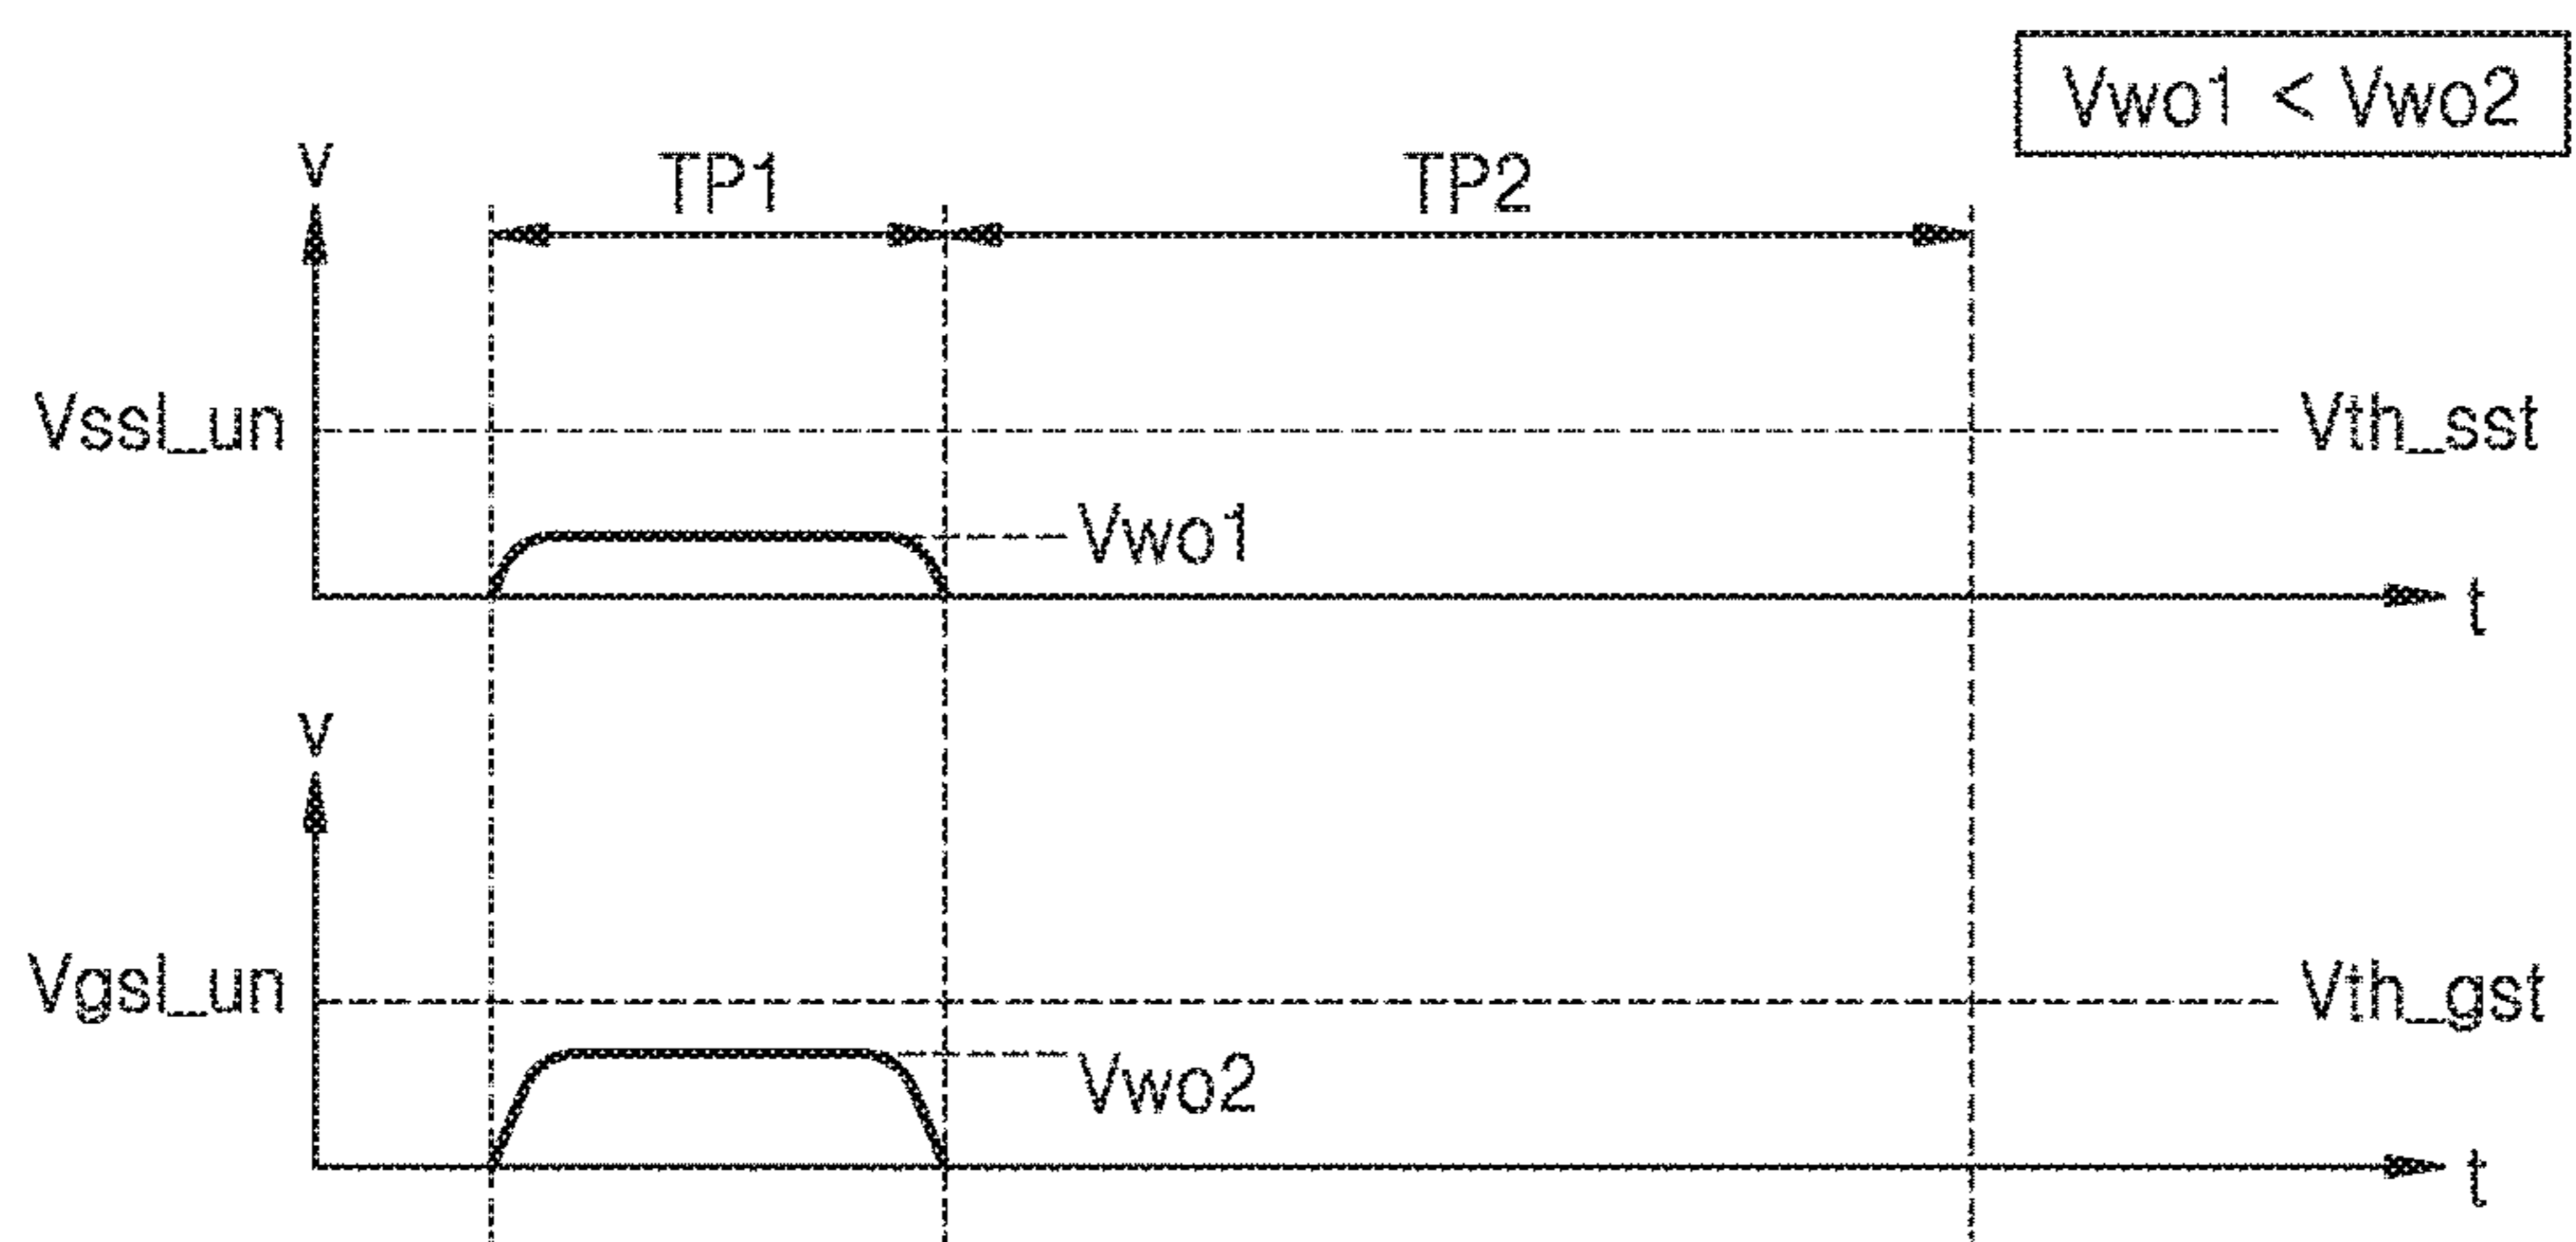 Vwo1 < Vwo2
v
TP1
TP2
Vssl_un
Vth_sst
Vwo1
t
v
Vgsl_un
Vth_gst
Vwo2
t